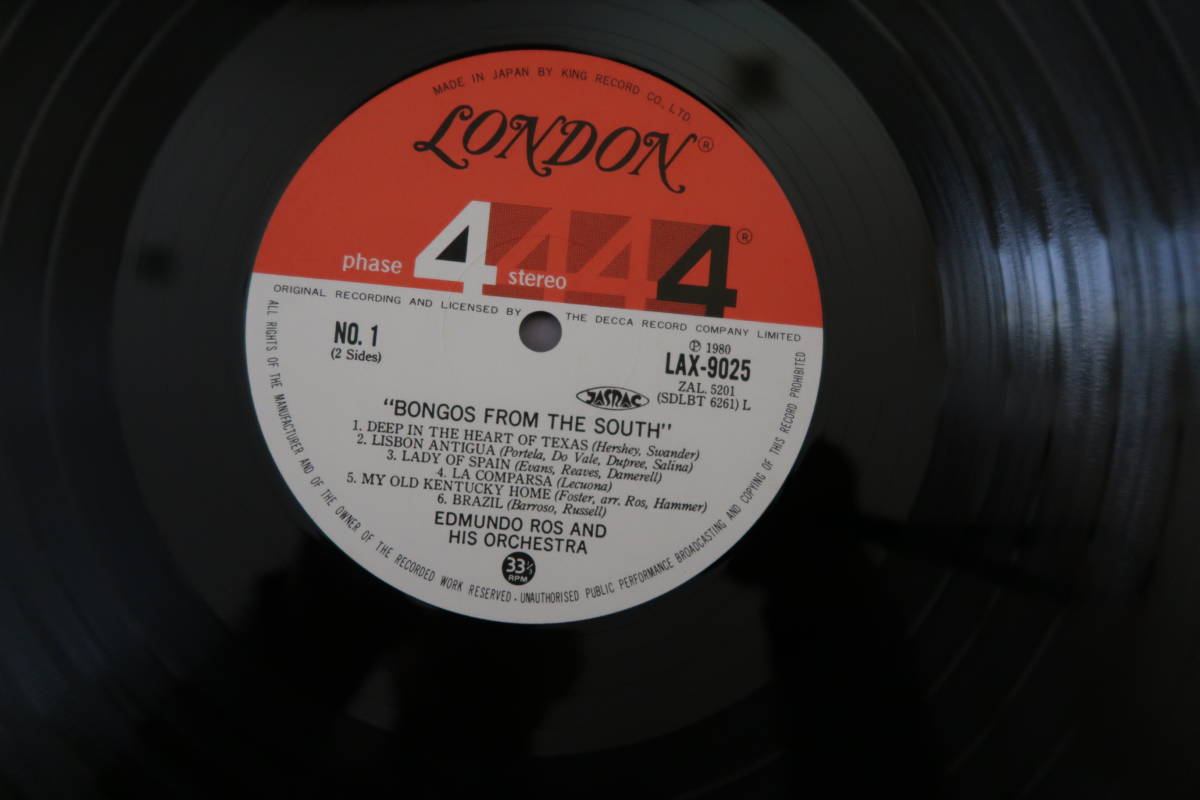 MADE IN JAPAN BY KING RECORD CO., LTD.
LONDON®
phase 4 stereo 4 4 4 ®
ORIGINAL RECORDING AND LICENSED BY THE DECCA RECORD COMPANY LIMITED
NO. 1
(2 Sides)
℗ 1980
LAX-9025
ZAL. 5201
(SDLBT 6261) L
JASRAC
"BONGOS FROM THE SOUTH"
1. DEEP IN THE HEART OF TEXAS (Hershey, Swander)
2. LISBON ANTIGUA (Portela, Do Vale, Dupree, Salina)
3. LADY OF SPAIN (Evans, Reaves, Damerell)
4. LA COMPARSA (Lecuona)
5. MY OLD KENTUCKY HOME (Foster, arr. Ros, Hammer)
6. BRAZIL (Barroso, Russell)
EDMUNDO ROS AND
HIS ORCHESTRA
33⅓
RPM
ALL RIGHTS OF THE MANUFACTURER AND OF THE OWNER OF THE RECORDED WORK RESERVED. UNAUTHORISED PUBLIC PERFORMANCE BROADCASTING AND COPYING OF THIS RECORD PROHIBITED